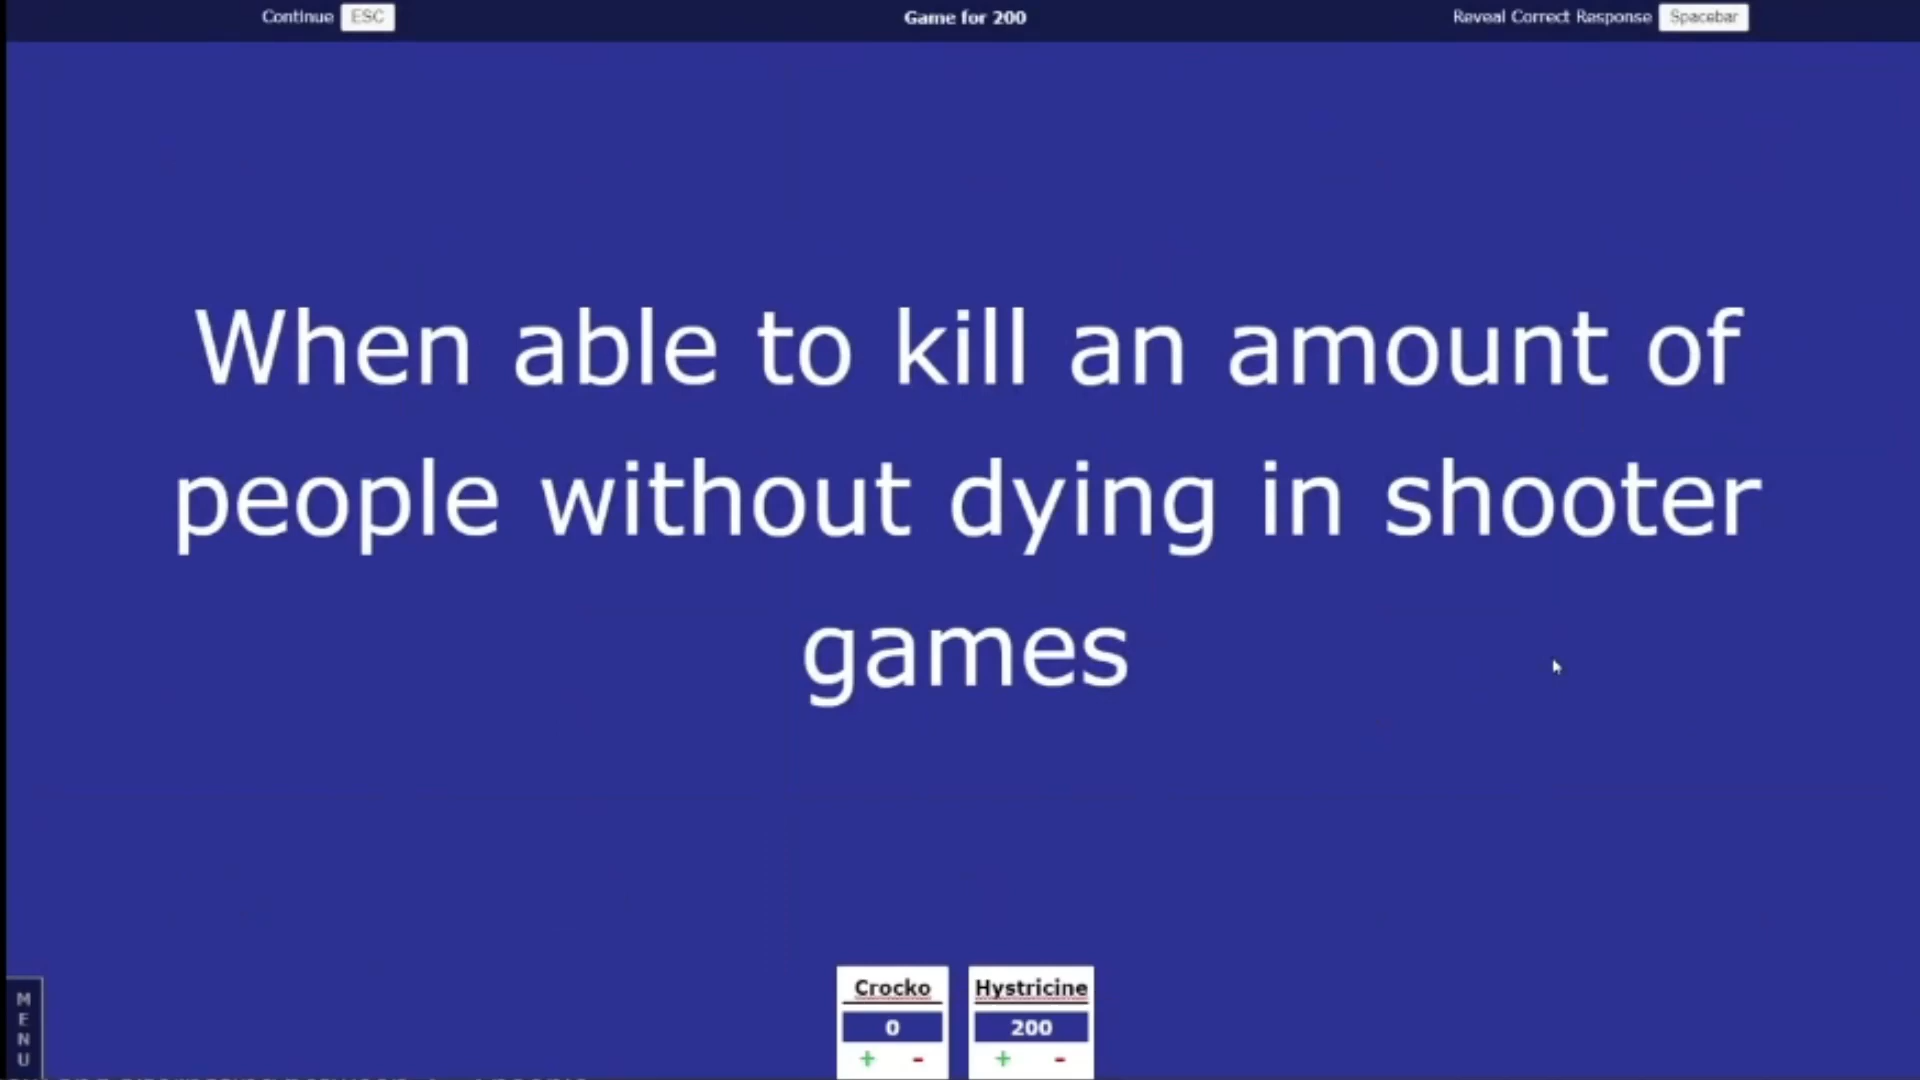 Continue ESC Game for 200 Reveal Correct Response Spacebar
When able to kill an amount of
people without dying in shooter
games
Crocko Hystricine
0 200
+ - + -
MENU